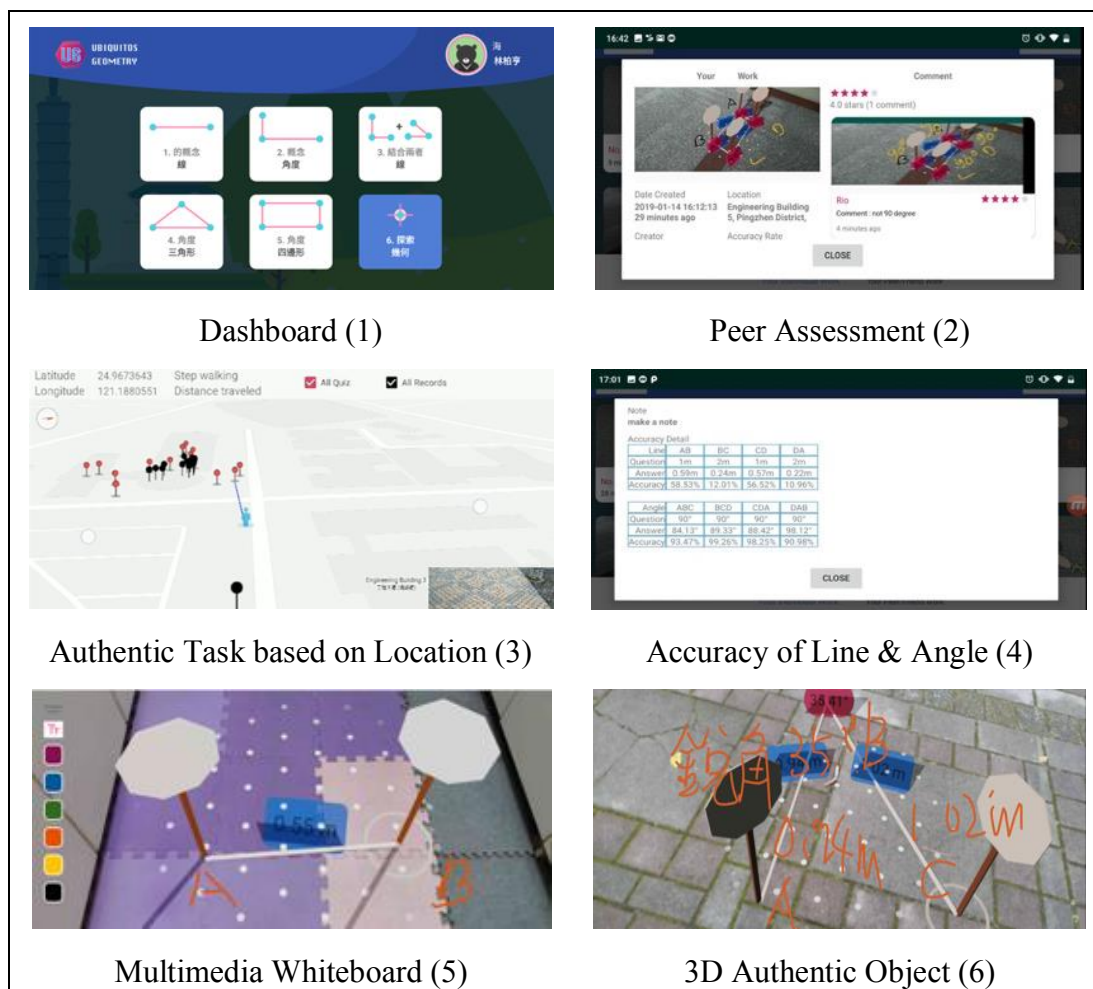 UBIQUITOS
GEOMETRY
海
林柏亨
1. 的概念
線
2. 概念
角度
3. 結合兩者
線
4. 角度
三角形
5. 角度
四邊形
6. 探索
幾何
Dashboard (1)
16:42
Your Work
Comment
4.0 stars (1 comment)
Date Created
2019-01-14 16:12:13
29 minutes ago
Location
Engineering Building
5, Pingzhen District,
Creator
Accuracy Rate
Rio
Comment : not 90 degree
4 minutes ago
CLOSE
Peer Assessment (2)
Latitude 24.9673643 Step walking
Longitude 121.1880551 Distance traveled
All Quiz
All Records
Engineering Building 3
Authentic Task based on Location (3)
17:01
Note
make a note
Accuracy Detail
Line AB BC CD DA
Question 1m 2m 1m 2m
Answer 0.59m 0.24m 0.57m 0.22m
Accuracy 58.53% 12.01% 56.52% 10.96%
Angle ABC BCD CDA DAB
Question 90° 90° 90° 90°
Answer 84.13° 89.33° 88.42° 98.12°
Accuracy 93.47% 99.26% 98.25% 90.98%
CLOSE
Accuracy of Line & Angle (4)
Tr
0.55 m
A
B
Multimedia Whiteboard (5)
銳角 35° B
A
C
3D Authentic Object (6)